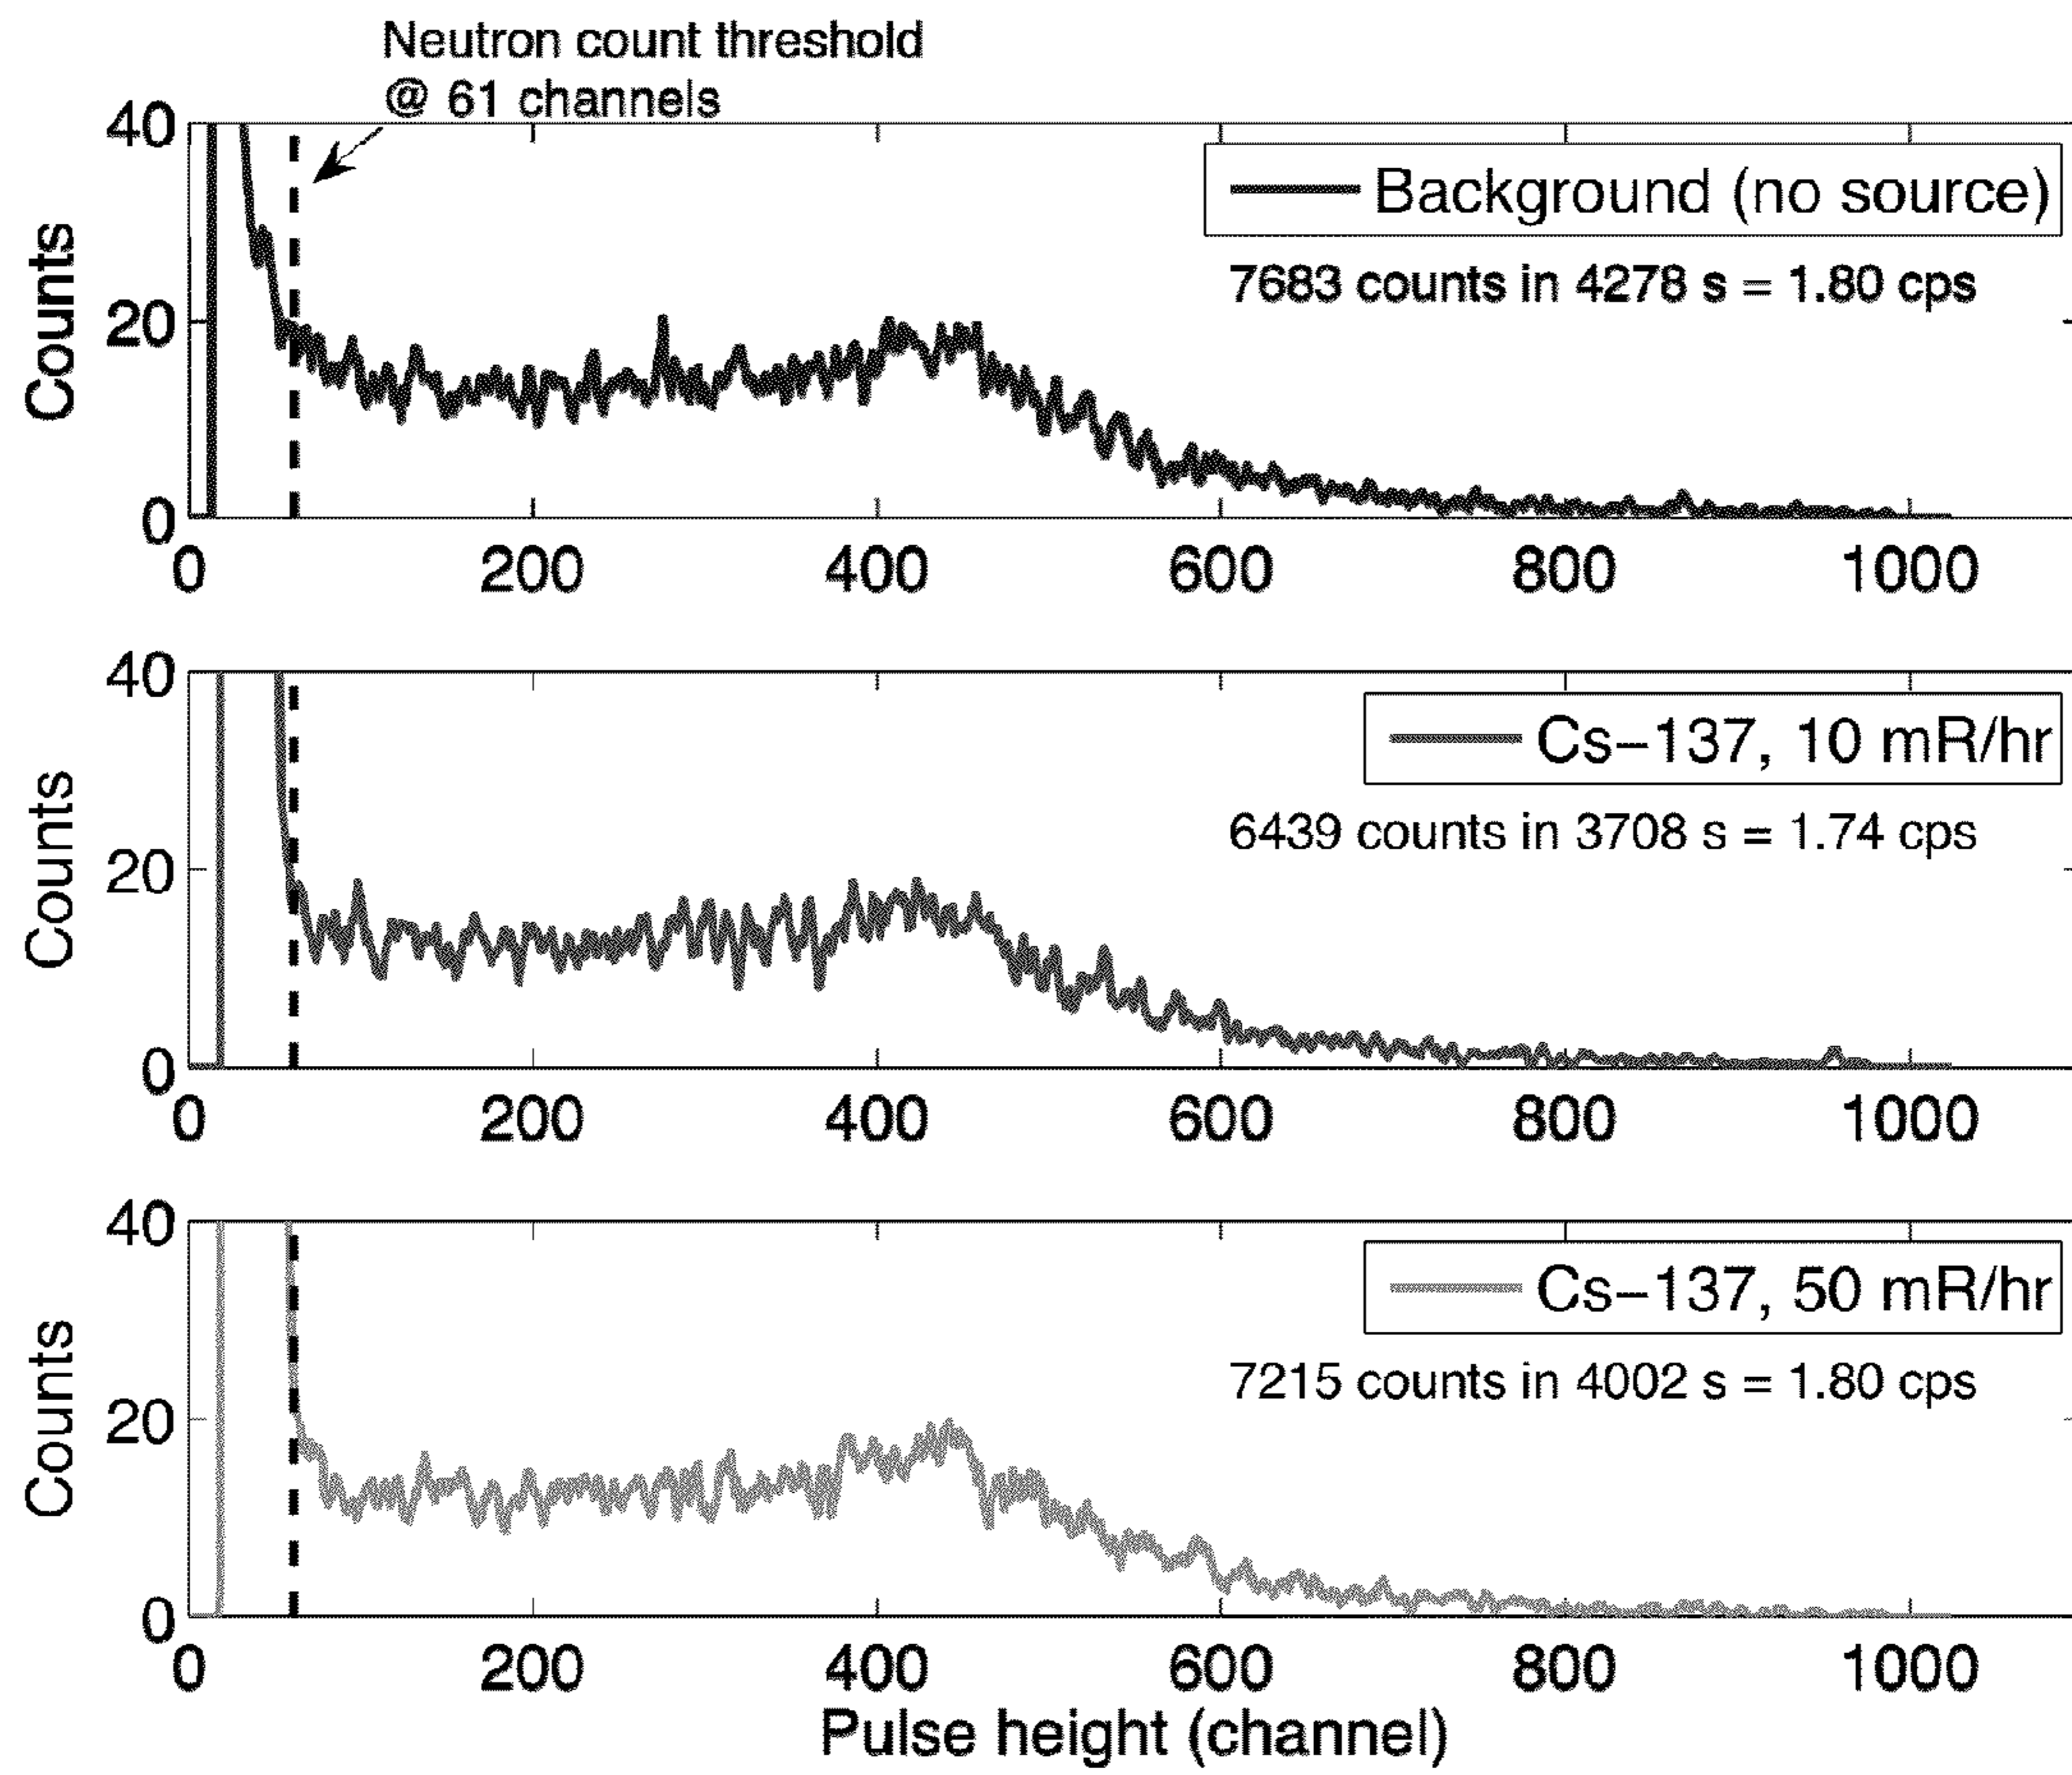 Neutron count threshold
@ 61 channels
40
20
0
Counts
Background (no source)
7683 counts in 4278 s = 1.80 cps
0 200 400 600 800 1000
40
20
0
Counts
Cs-137, 10 mR/hr
6439 counts in 3708 s = 1.74 cps
0 200 400 600 800 1000
40
20
0
Counts
Cs-137, 50 mR/hr
7215 counts in 4002 s = 1.80 cps
0 200 400 600 800 1000
Pulse height (channel)